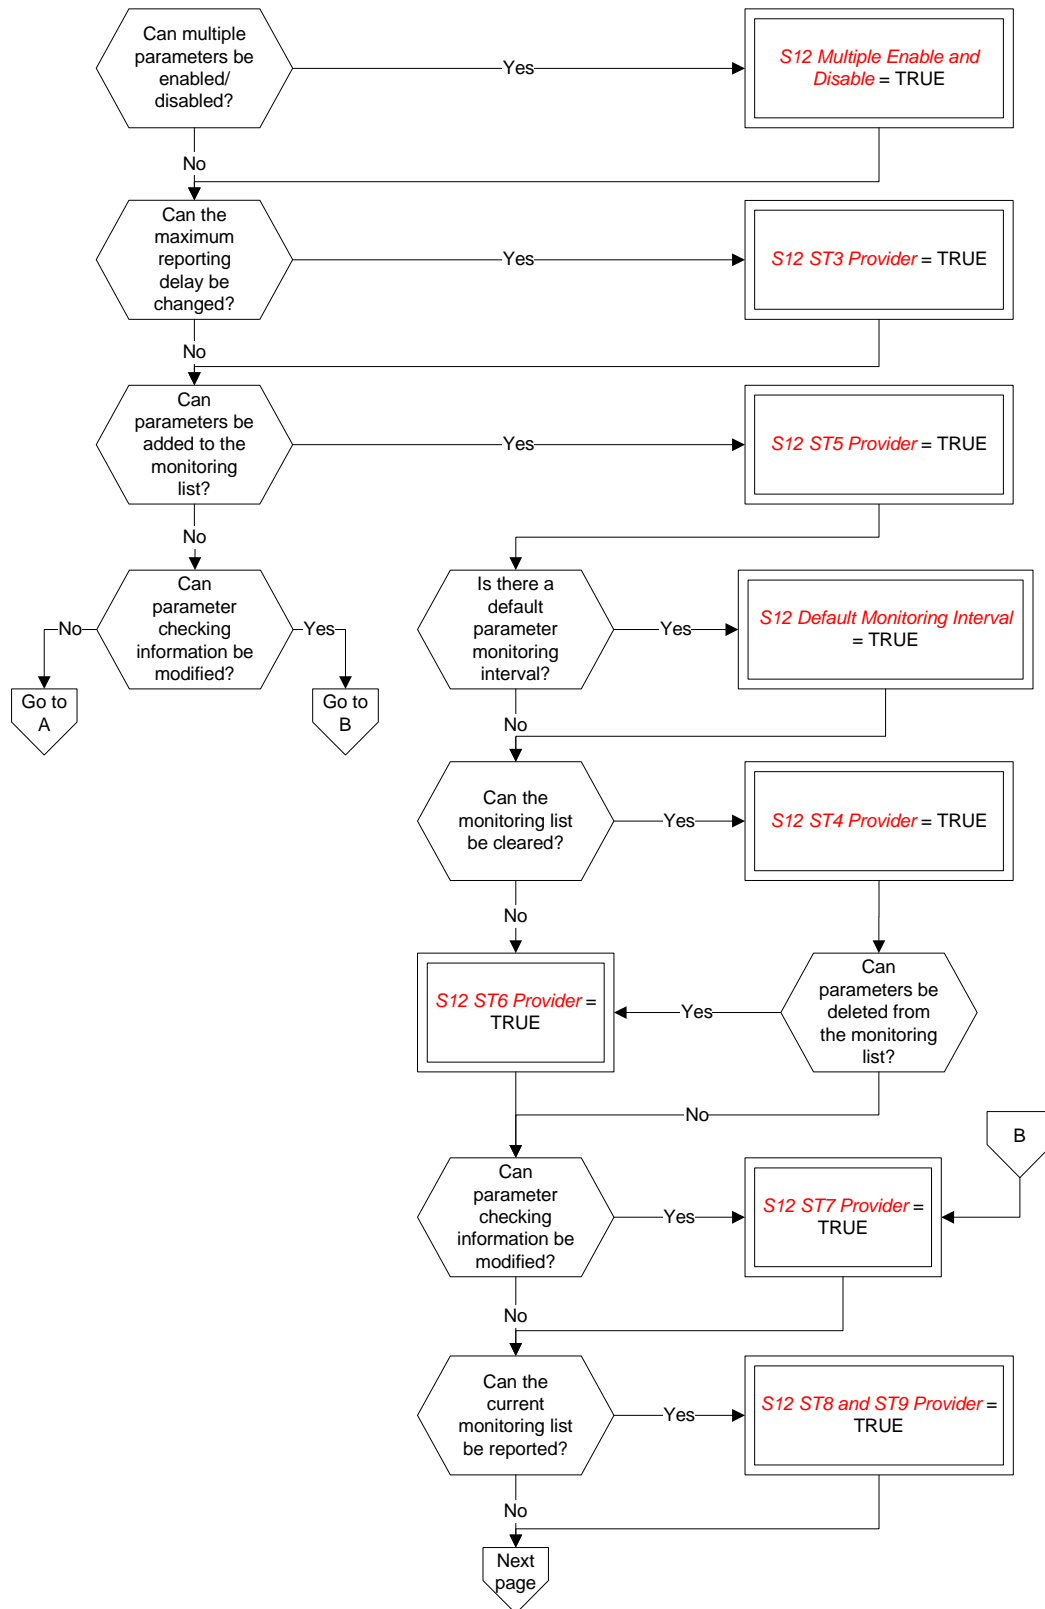 Can multiple
parameters be
enabled/
disabled?
Yes
S12 Multiple Enable and
Disable = TRUE
No
Can the
maximum
reporting
delay be
changed?
Yes
S12 ST3 Provider = TRUE
No
Can
parameters be
added to the
monitoring
list?
Yes
S12 ST5 Provider = TRUE
No
Can
parameter
checking
information be
modified?
No
Yes
Go to
A
Go to
B
Is there a
default
parameter
monitoring
interval?
Yes
S12 Default Monitoring Interval
= TRUE
No
Can the
monitoring list
be cleared?
Yes
S12 ST4 Provider = TRUE
No
Can
parameters be
deleted from
the monitoring
list?
Yes
S12 ST6 Provider =
TRUE
No
B
Can
parameter
checking
information be
modified?
Yes
S12 ST7 Provider =
TRUE
No
Can the
current
monitoring list
be reported?
Yes
S12 ST8 and ST9 Provider =
TRUE
No
Next
page